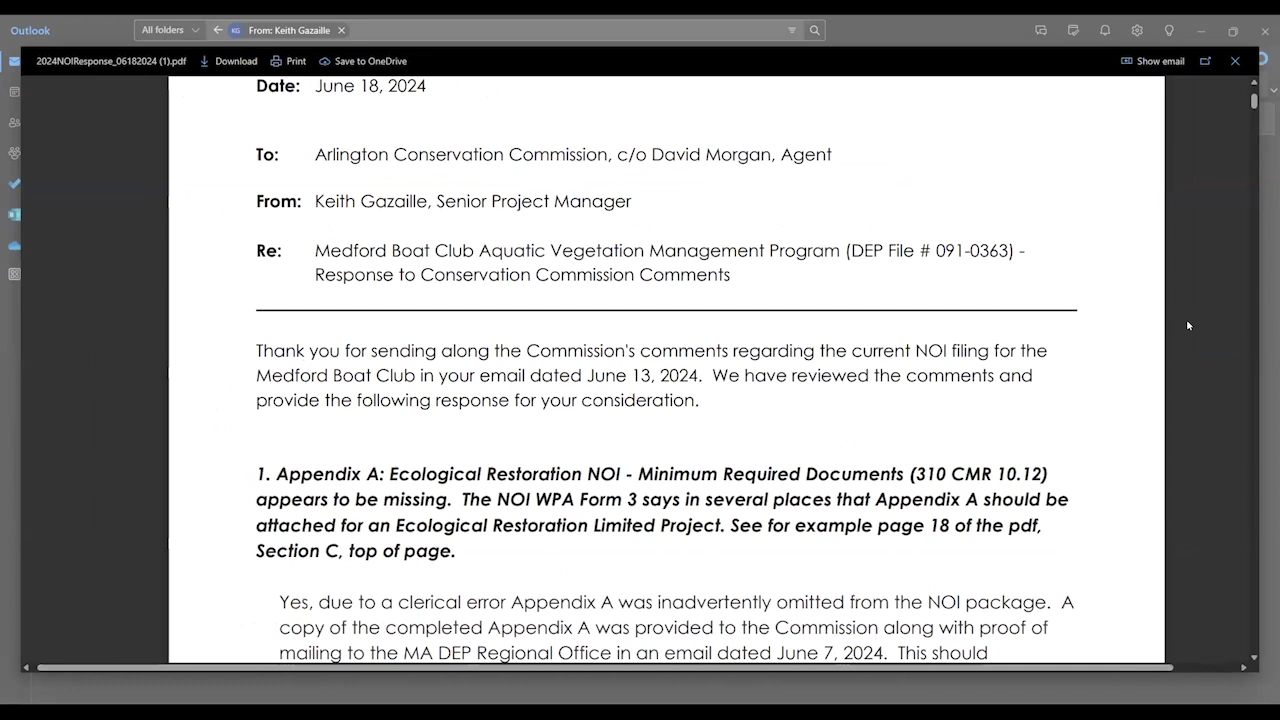 Outlook
All folders
KG From: Keith Gazaille
2024NOIResponse_06182024 (1).pdf Download Print Save to OneDrive Show email
Date: June 18, 2024
To: Arlington Conservation Commission, c/o David Morgan, Agent
From: Keith Gazaille, Senior Project Manager
Re: Medford Boat Club Aquatic Vegetation Management Program (DEP File # 091-0363) -
Response to Conservation Commission Comments
Thank you for sending along the Commission's comments regarding the current NOI filing for the
Medford Boat Club in your email dated June 13, 2024. We have reviewed the comments and
provide the following response for your consideration.
1. Appendix A: Ecological Restoration NOI - Minimum Required Documents (310 CMR 10.12)
appears to be missing. The NOI WPA Form 3 says in several places that Appendix A should be
attached for an Ecological Restoration Limited Project. See for example page 18 of the pdf,
Section C, top of page.
Yes, due to a clerical error Appendix A was inadvertently omitted from the NOI package. A
copy of the completed Appendix A was provided to the Commission along with proof of
mailing to the MA DEP Regional Office in an email dated June 7, 2024. This should